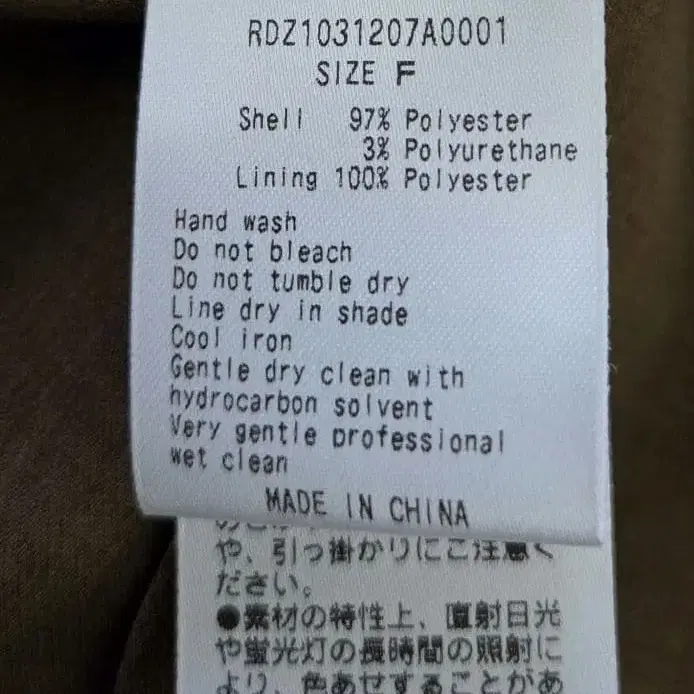 RDZ1031207A0001
SIZE F
Shell 97% Polyester
3% Polyurethane
Lining 100% Polyester
Hand wash
Do not bleach
Do not tumble dry
Line dry in shade
Cool iron
Gentle dry clean with
hydrocarbon solvent
Very gentle professional
wet clean
MADE IN CHINA
や、引っ掛かりにご注意く
ださい。
●素材の特性上、直射日光
や蛍光灯の長時間の照射に
より、色あせすることがあ